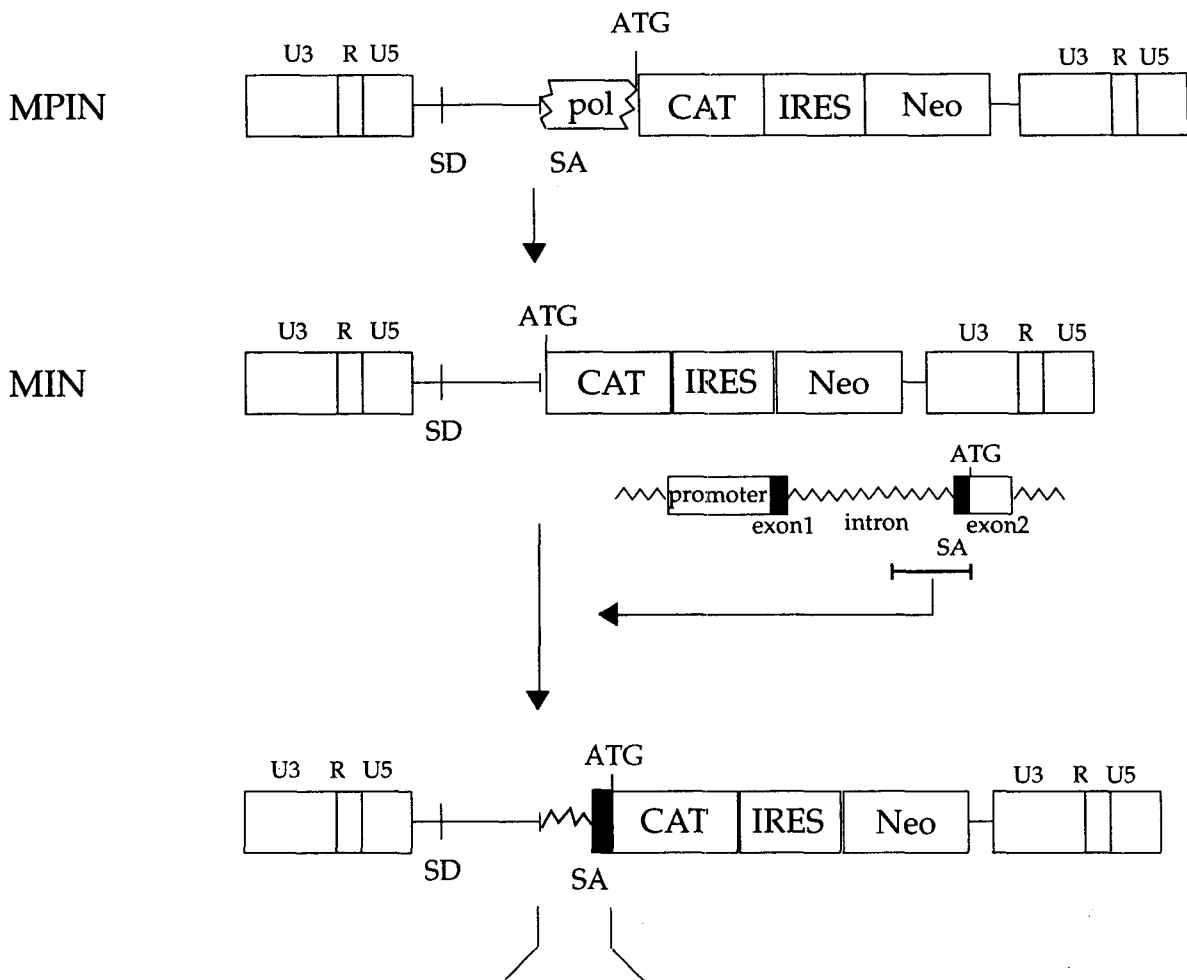 ATG
U3 R U5 U3 R U5
MPIN pol CAT IRES Neo
SD SA
ATG
U3 R U5 U3 R U5
MIN CAT IRES Neo
SD
ATG
promoter
exon1 intron exon2
SA
ATG
U3 R U5 U3 R U5
CAT IRES Neo
SD SA